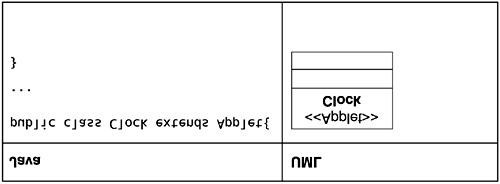 Java
UML
public class Clock extends Applet{
...
}
<<Applet>>
Clock